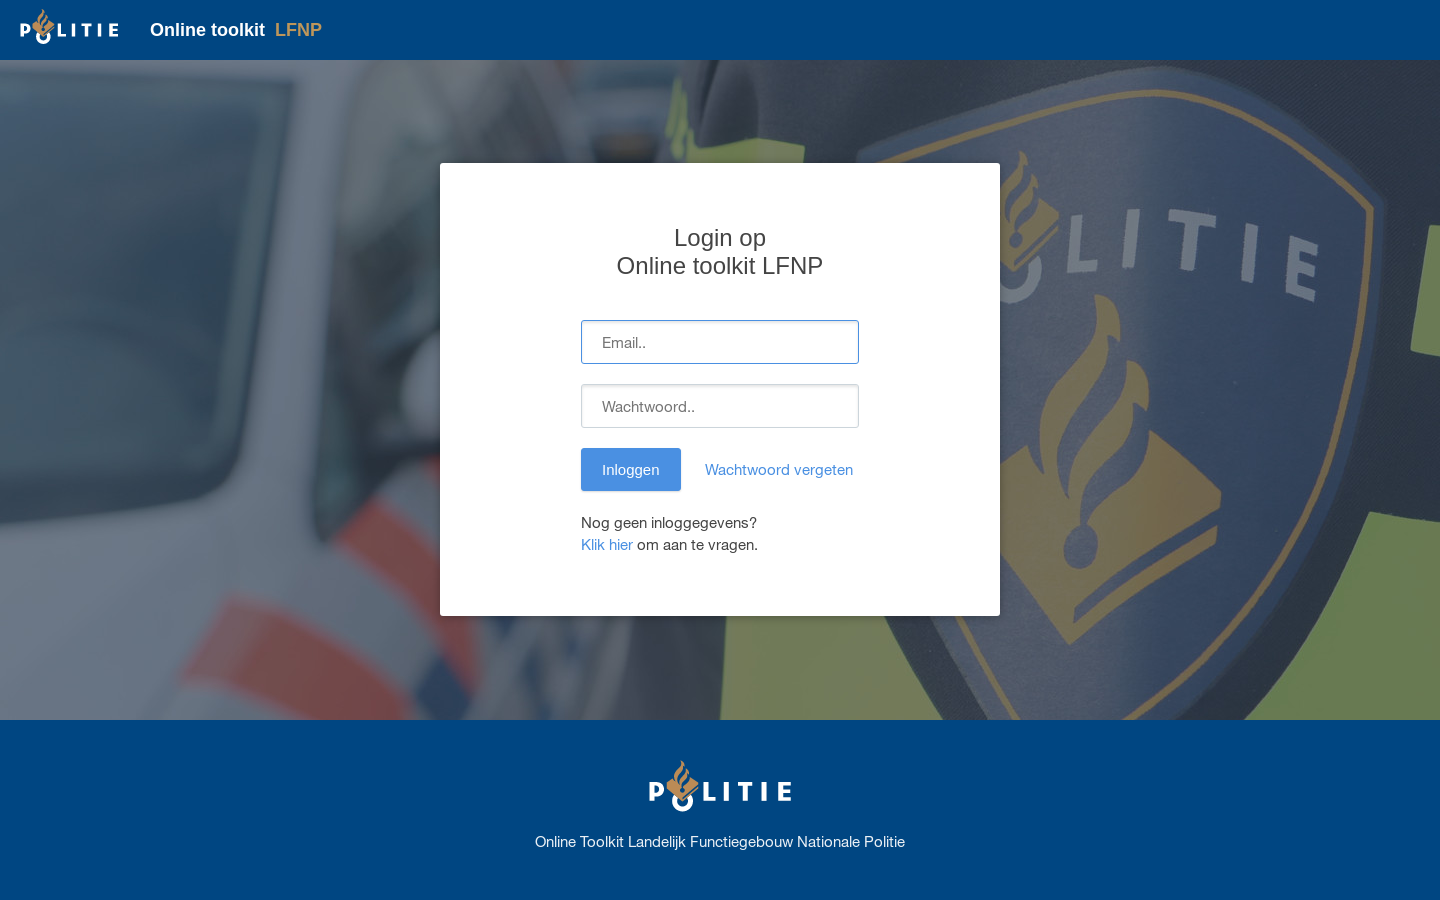 POLITIE
Online toolkit LFNP
POLITIE
Login op
Online toolkit LFNP
Email..
Wachtwoord..
Inloggen
Wachtwoord vergeten
Nog geen inloggegevens?
Klik hier om aan te vragen.
POLITIE
Online Toolkit Landelijk Functiegebouw Nationale Politie